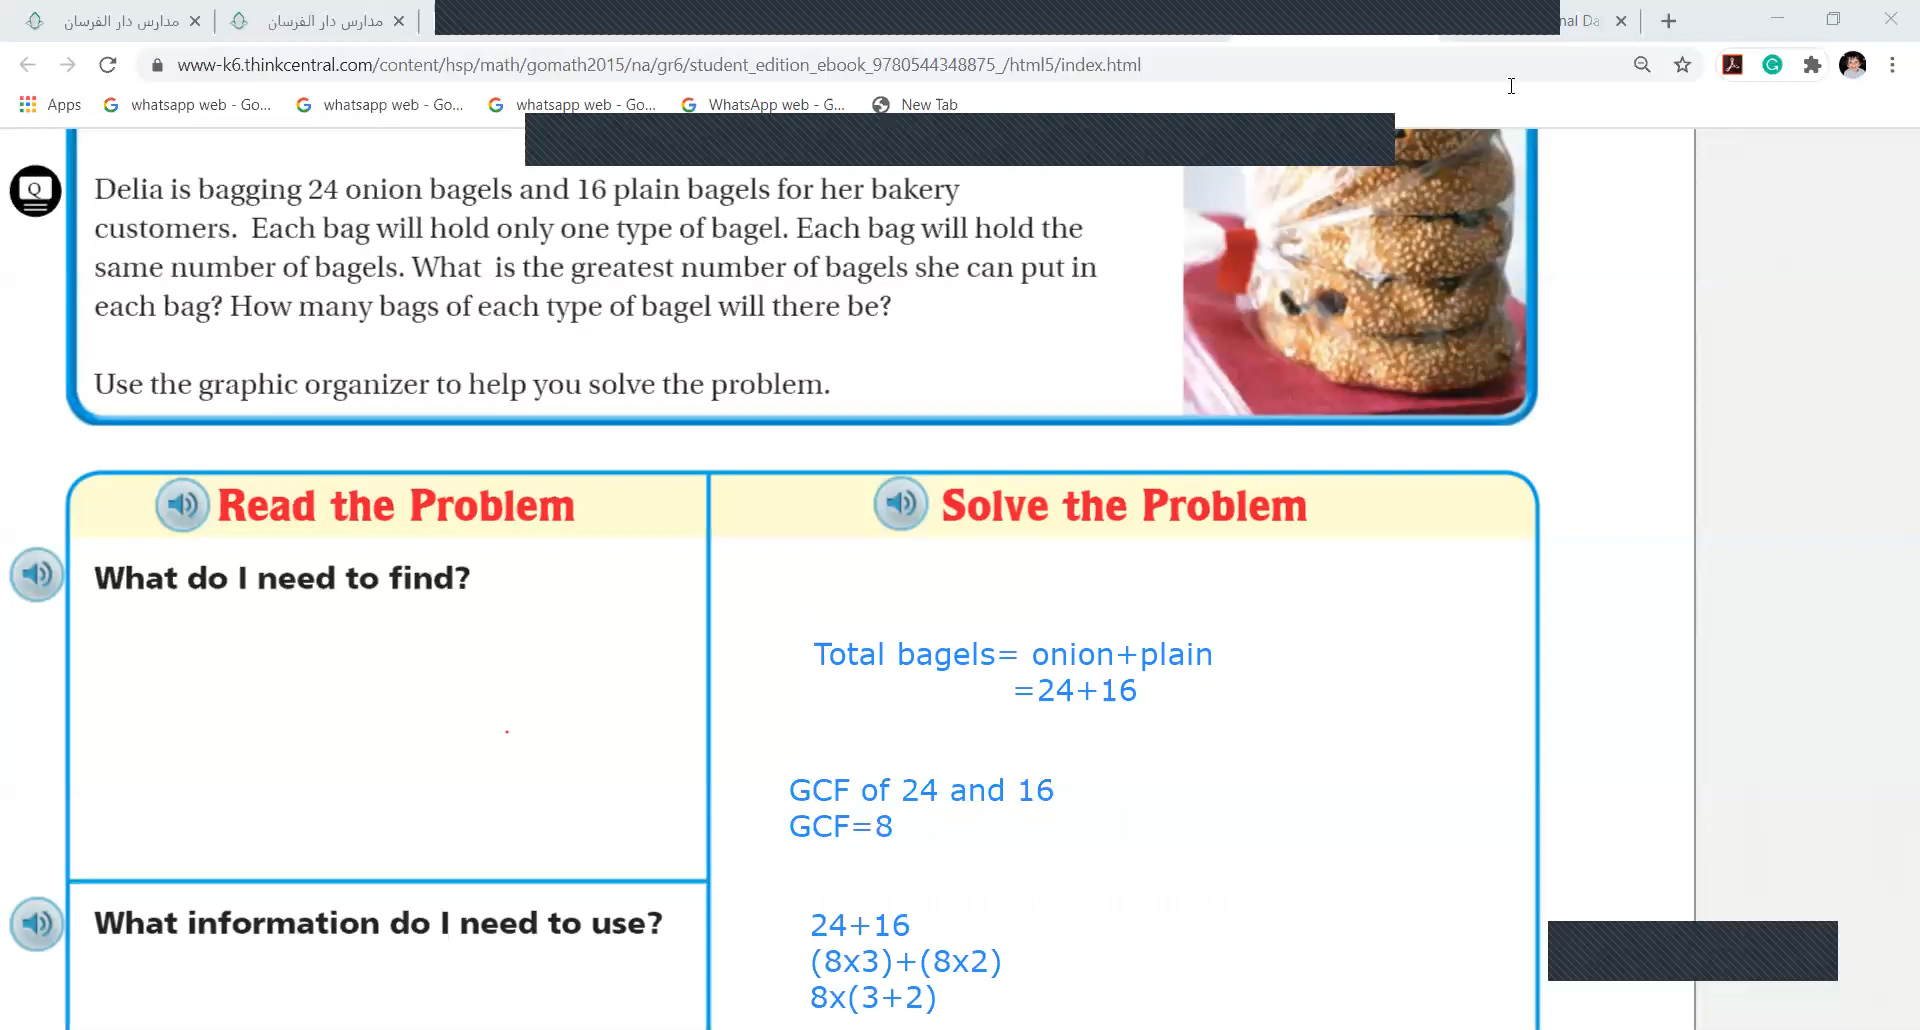 مدارس دار الفرسان
مدارس دار الفرسان
nal Da
www-k6.thinkcentral.com/content/hsp/math/gomath2015/na/gr6/student_edition_ebook_9780544348875_/html5/index.html
Apps
whatsapp web - Go...
whatsapp web - Go...
whatsapp web - Go...
WhatsApp web - G...
New Tab
Q
Delia is bagging 24 onion bagels and 16 plain bagels for her bakery
customers. Each bag will hold only one type of bagel. Each bag will hold the
same number of bagels. What is the greatest number of bagels she can put in
each bag? How many bags of each type of bagel will there be?
Use the graphic organizer to help you solve the problem.
Read the Problem
Solve the Problem
What do I need to find?
Total bagels= onion+plain
=24+16
GCF of 24 and 16
GCF=8
What information do I need to use?
24+16
(8x3)+(8x2)
8x(3+2)